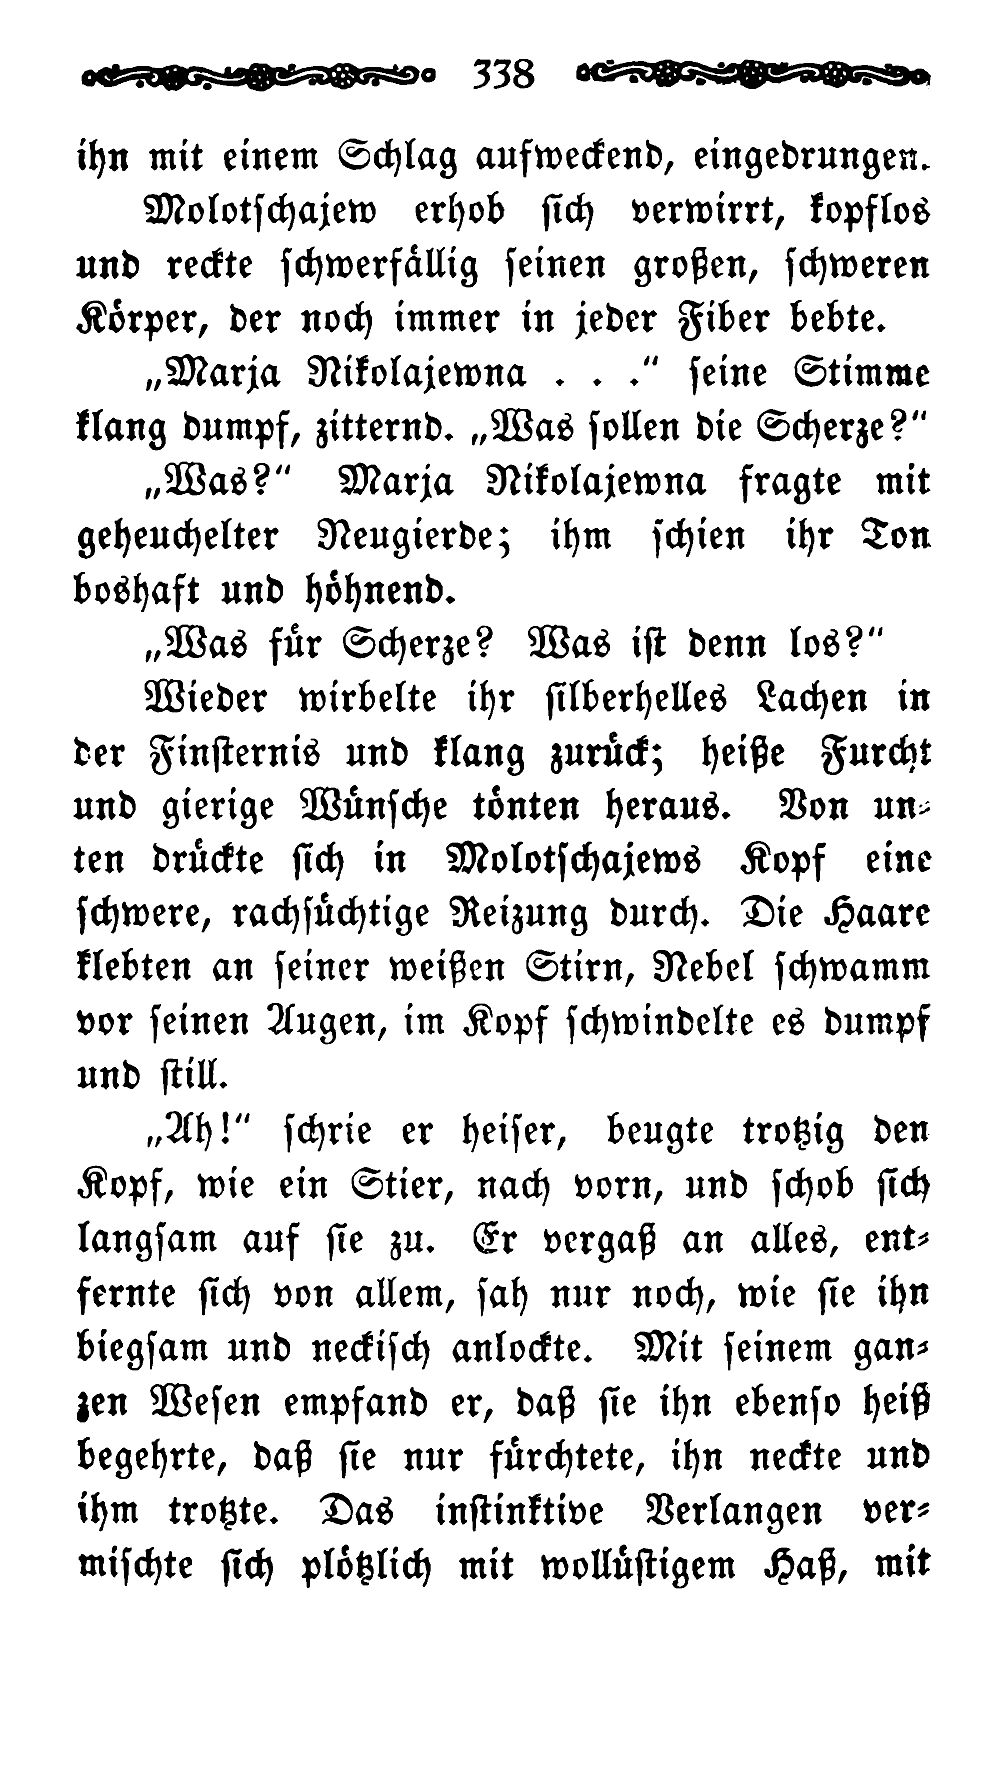 338
ihn mit einem Schlag aufweckend, eingedrungen.
Molotſchajew erhob ſich verwirrt, kopflos
und reckte ſchwerfällig ſeinen großen, ſchweren
Körper, der noch immer in jeder Fiber bebte.
„Marja Nikolajewna . . .“ ſeine Stimme
klang dumpf, zitternd. „Was ſollen die Scherze?“
„Was?“ Marja Nikolajewna fragte mit
geheuchelter Neugierde; ihm ſchien ihr Ton
boshaft und höhnend.
„Was für Scherze? Was iſt denn los?“
Wieder wirbelte ihr ſilberhelles Lachen in
der Finſternis und klang zurück; heiße Furcht
und gierige Wünſche tönten heraus. Von un-
ten drückte ſich in Molotſchajews Kopf eine
ſchwere, rachſüchtige Reizung durch. Die Haare
klebten an ſeiner weißen Stirn, Nebel ſchwamm
vor ſeinen Augen, im Kopf ſchwindelte es dumpf
und ſtill.
„Ah!“ ſchrie er heiſer, beugte trotzig den
Kopf, wie ein Stier, nach vorn, und ſchob ſich
langſam auf ſie zu. Er vergaß an alles, ent-
fernte ſich von allem, ſah nur noch, wie ſie ihn
biegſam und neckiſch anlockte. Mit ſeinem gan-
zen Weſen empfand er, daß ſie ihn ebenſo heiß
begehrte, daß ſie nur fürchtete, ihn neckte und
ihm trotzte. Das inſtinktive Verlangen ver-
miſchte ſich plötzlich mit wollüſtigem Haß, mit